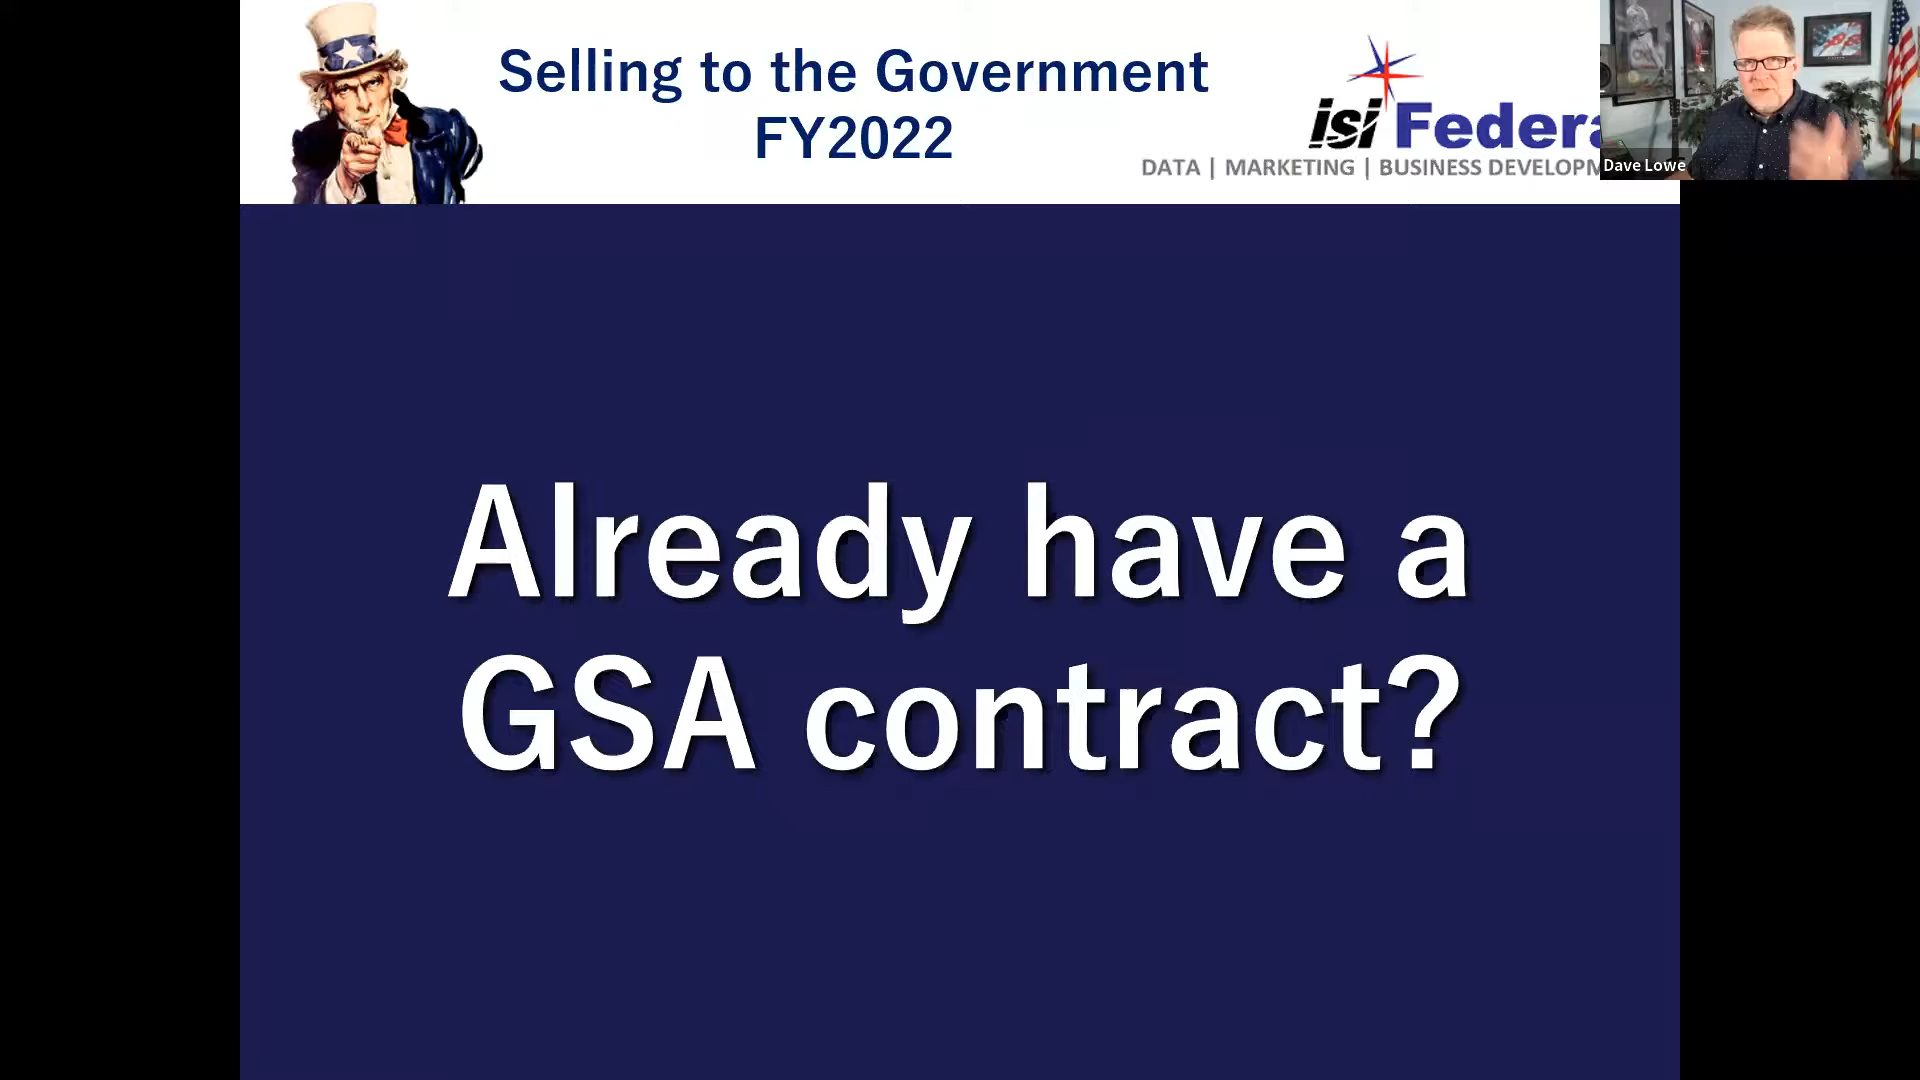 Selling to the Government
FY2022
isi Federa
DATA | MARKETING | BUSINESS DEVELOPM
Dave Lowe
Already have a
GSA contract?